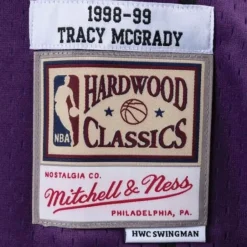 1998-99
TRACY MCGRADY
HARDWOOD
NBA
CLASSICS
NOSTALGIA CO.
Mitchell & Ness
PHILADELPHIA, PA.
HWC SWINGMAN